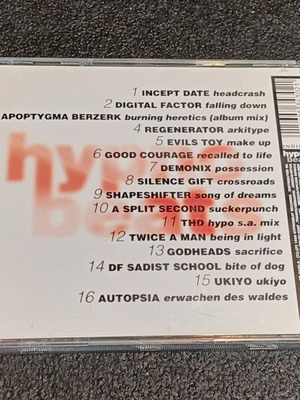 1 INCEPT DATE headcrash
2 DIGITAL FACTOR falling down
APOPTYGMA BERZERK burning heretics (album mix)
4 REGENERATOR arkitype
5 EVILS TOY make up
6 GOOD COURAGE recalled to life
7 DEMONIX possession
8 SILENCE GIFT crossroads
9 SHAPESHIFTER song of dreams
10 A SPLIT SECOND suckerpunch
11 THD hypo s.a. mix
12 TWICE A MAN being in light
13 GODHEADS sacrifice
14 DF SADIST SCHOOL bite of dog
15 UKIYO ukiyo
16 AUTOPSIA erwachen des waldes
hypo